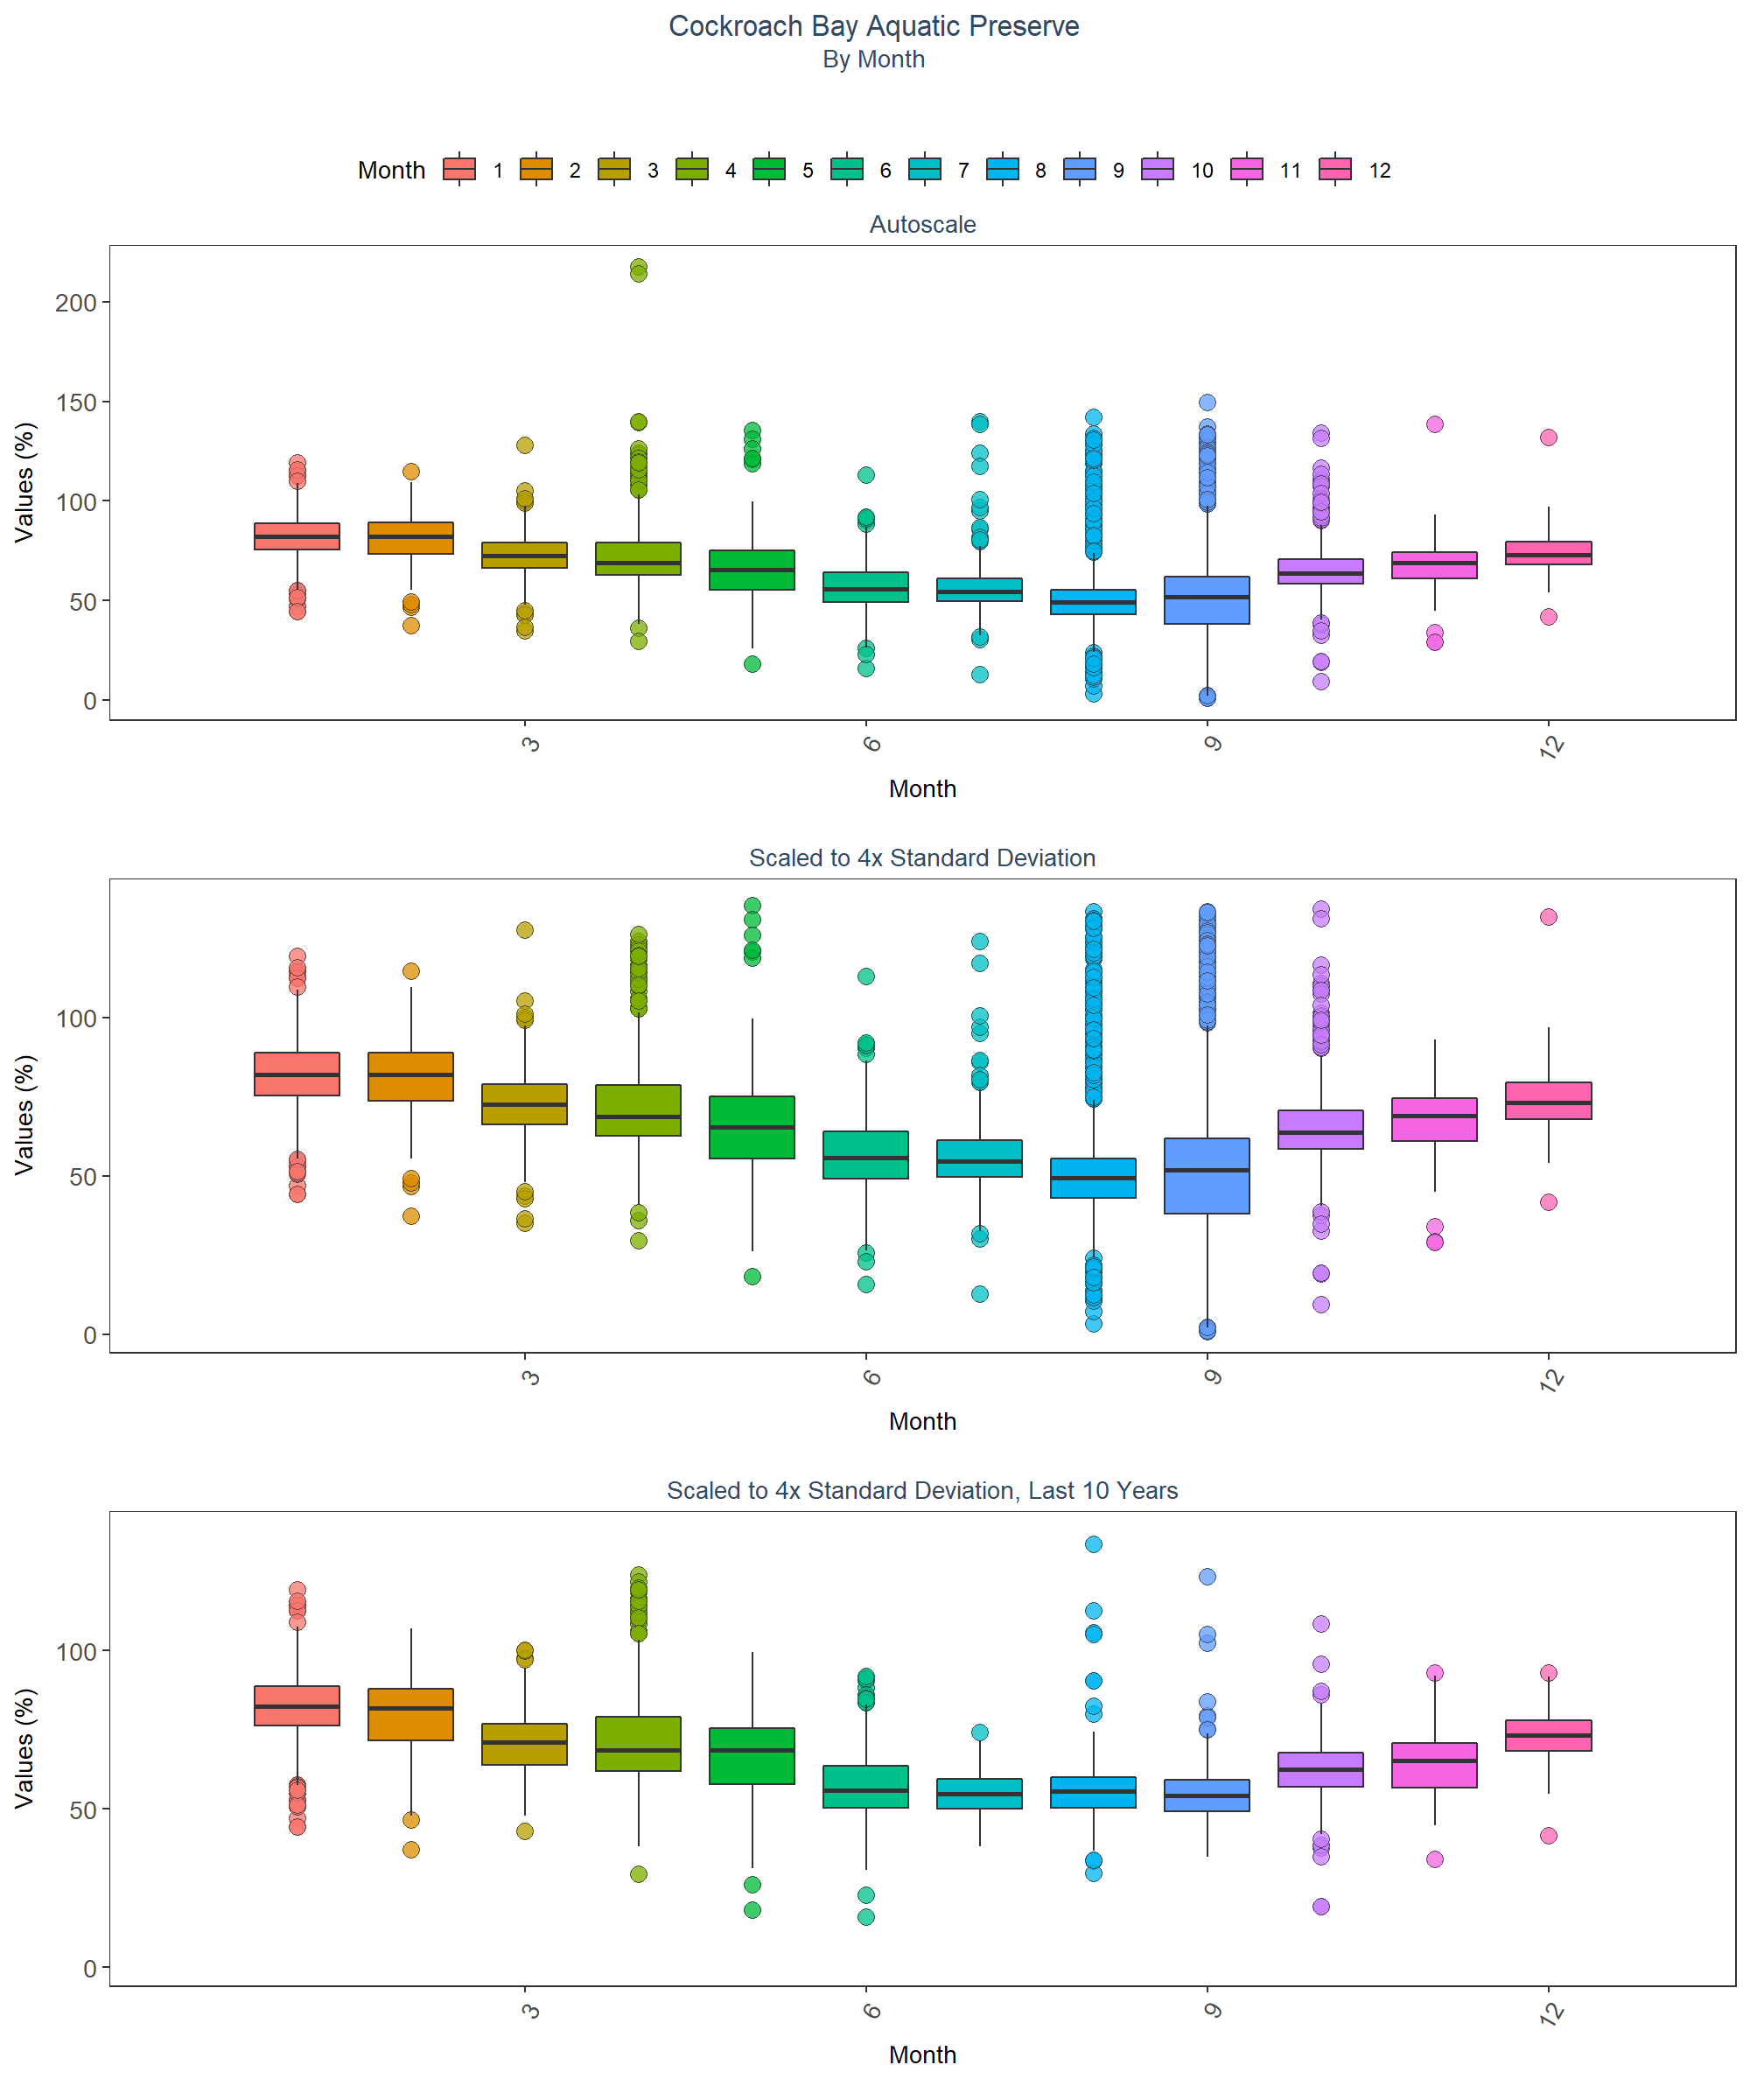 Cockroach Bay Aquatic Preserve
By Month
Month 1 2 3 4 5 6 7 8 9 10 11 12
Autoscale
Values (%)
200
150
100
50
0
3 6 9 12
Month
Scaled to 4x Standard Deviation
Values (%)
100
50
0
3 6 9 12
Month
Scaled to 4x Standard Deviation, Last 10 Years
Values (%)
100
50
0
3 6 9 12
Month